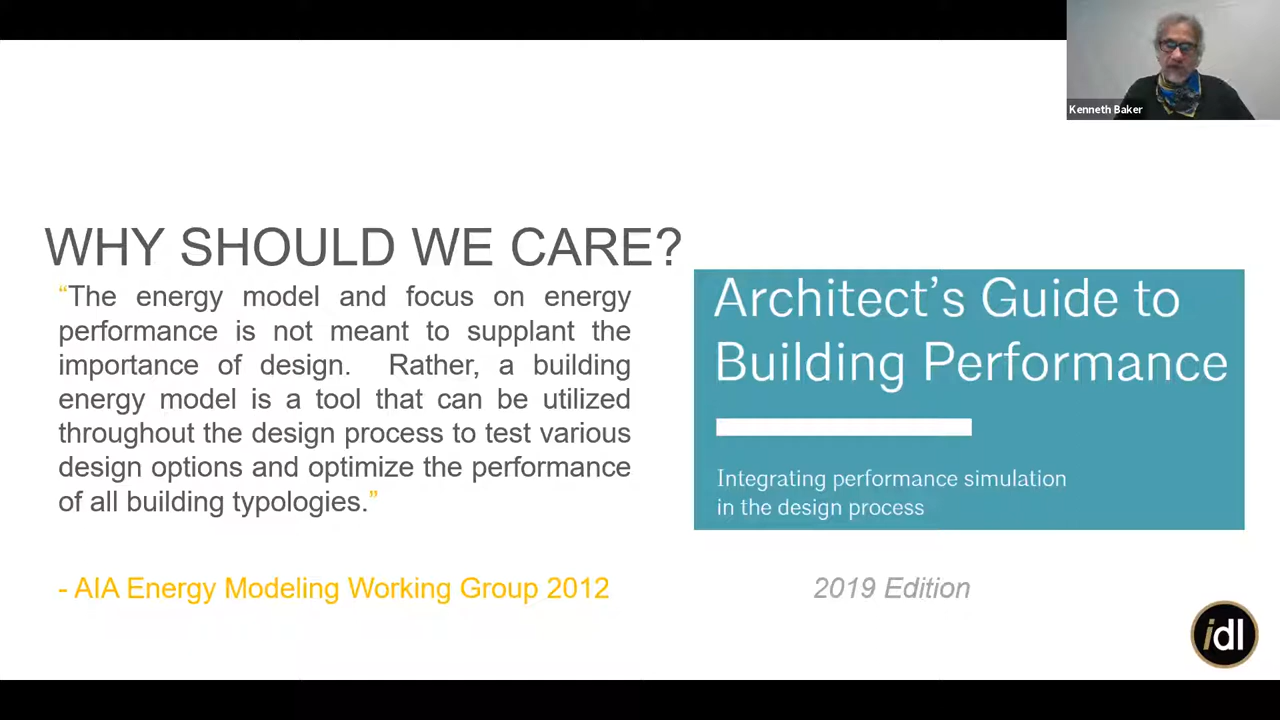 Kenneth Baker
WHY SHOULD WE CARE?
“The energy model and focus on energy
performance is not meant to supplant the
importance of design. Rather, a building
energy model is a tool that can be utilized
throughout the design process to test various
design options and optimize the performance
of all building typologies.”
- AIA Energy Modeling Working Group 2012
Architect’s Guide to
Building Performance
Integrating performance simulation
in the design process
2019 Edition
idl